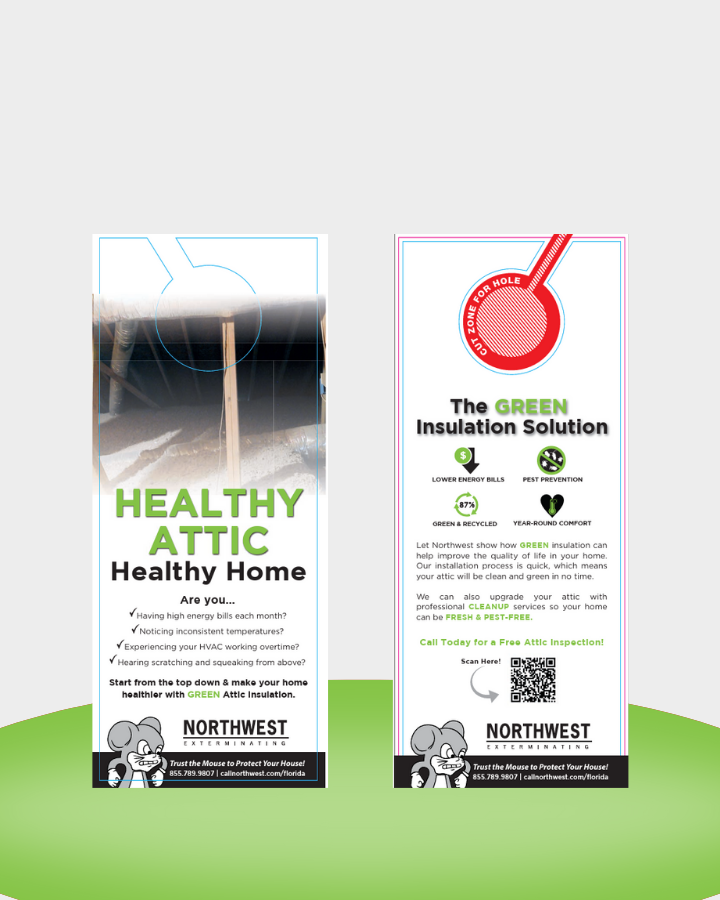 HEALTHY
ATTIC
Healthy Home
Are you...
Having high energy bills each month?
Noticing inconsistent temperatures?
Experiencing your HVAC working overtime?
Hearing scratching and squeaking from above?
Start from the top down & make your home
healthier with GREEN Attic Insulation.
NORTHWEST
EXTERMINATING
Trust the Mouse to Protect Your House!
855.789.9807 | callnorthwest.com/florida
CUT ZONE FOR HOLE
The GREEN
Insulation Solution
$
LOWER ENERGY BILLS
PEST PREVENTION
87%
GREEN & RECYCLED
YEAR-ROUND COMFORT
Let Northwest show how GREEN insulation can
help improve the quality of life in your home.
Our installation process is quick, which means
your attic will be clean and green in no time.
We can also upgrade your attic with
professional CLEANUP services so your home
can be FRESH & PEST-FREE.
Call Today for a Free Attic Inspection!
Scan Here!
NORTHWEST
EXTERMINATING
Trust the Mouse to Protect Your House!
855.789.9807 | callnorthwest.com/florida